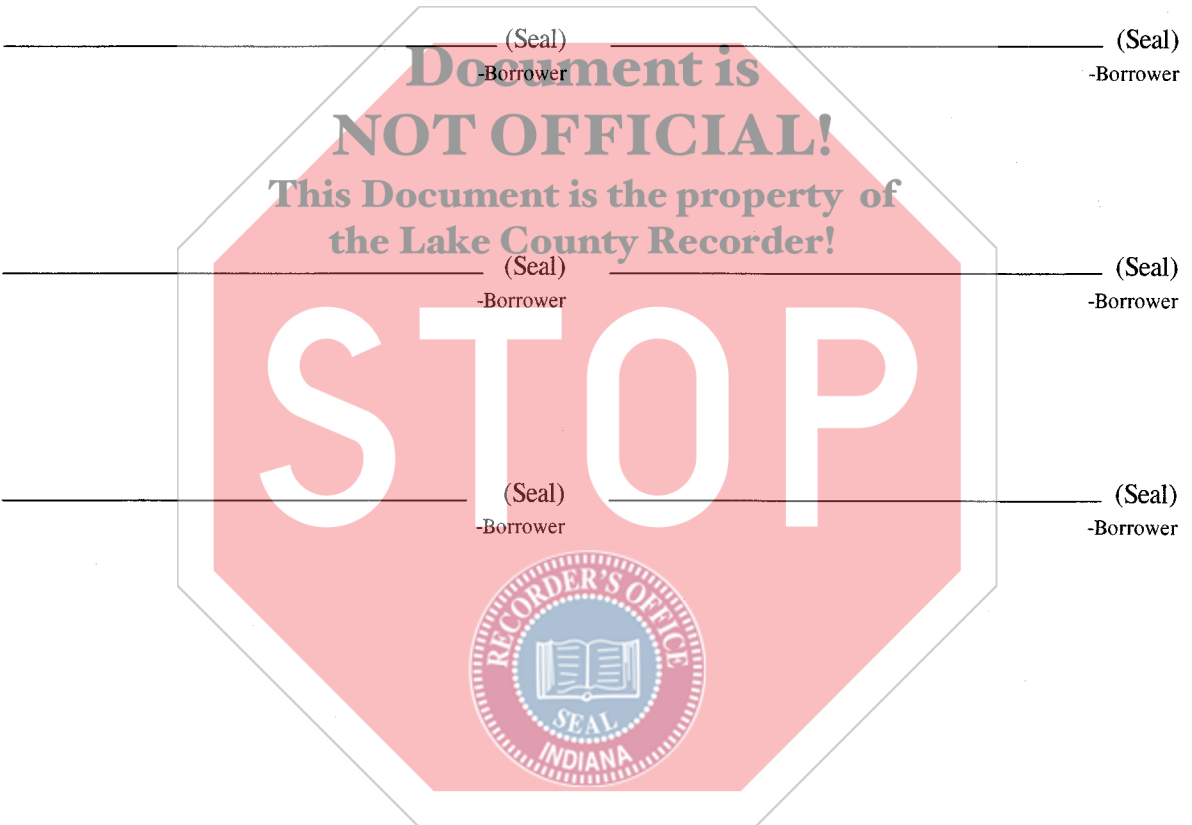 (Seal) (Seal)
-Borrower -Borrower
Document is
NOT OFFICIAL!
This Document is the property of
the Lake County Recorder!
(Seal) (Seal)
-Borrower -Borrower
STOP
(Seal) (Seal)
-Borrower -Borrower
RECORDER'S OFFICE
SEAL
INDIANA